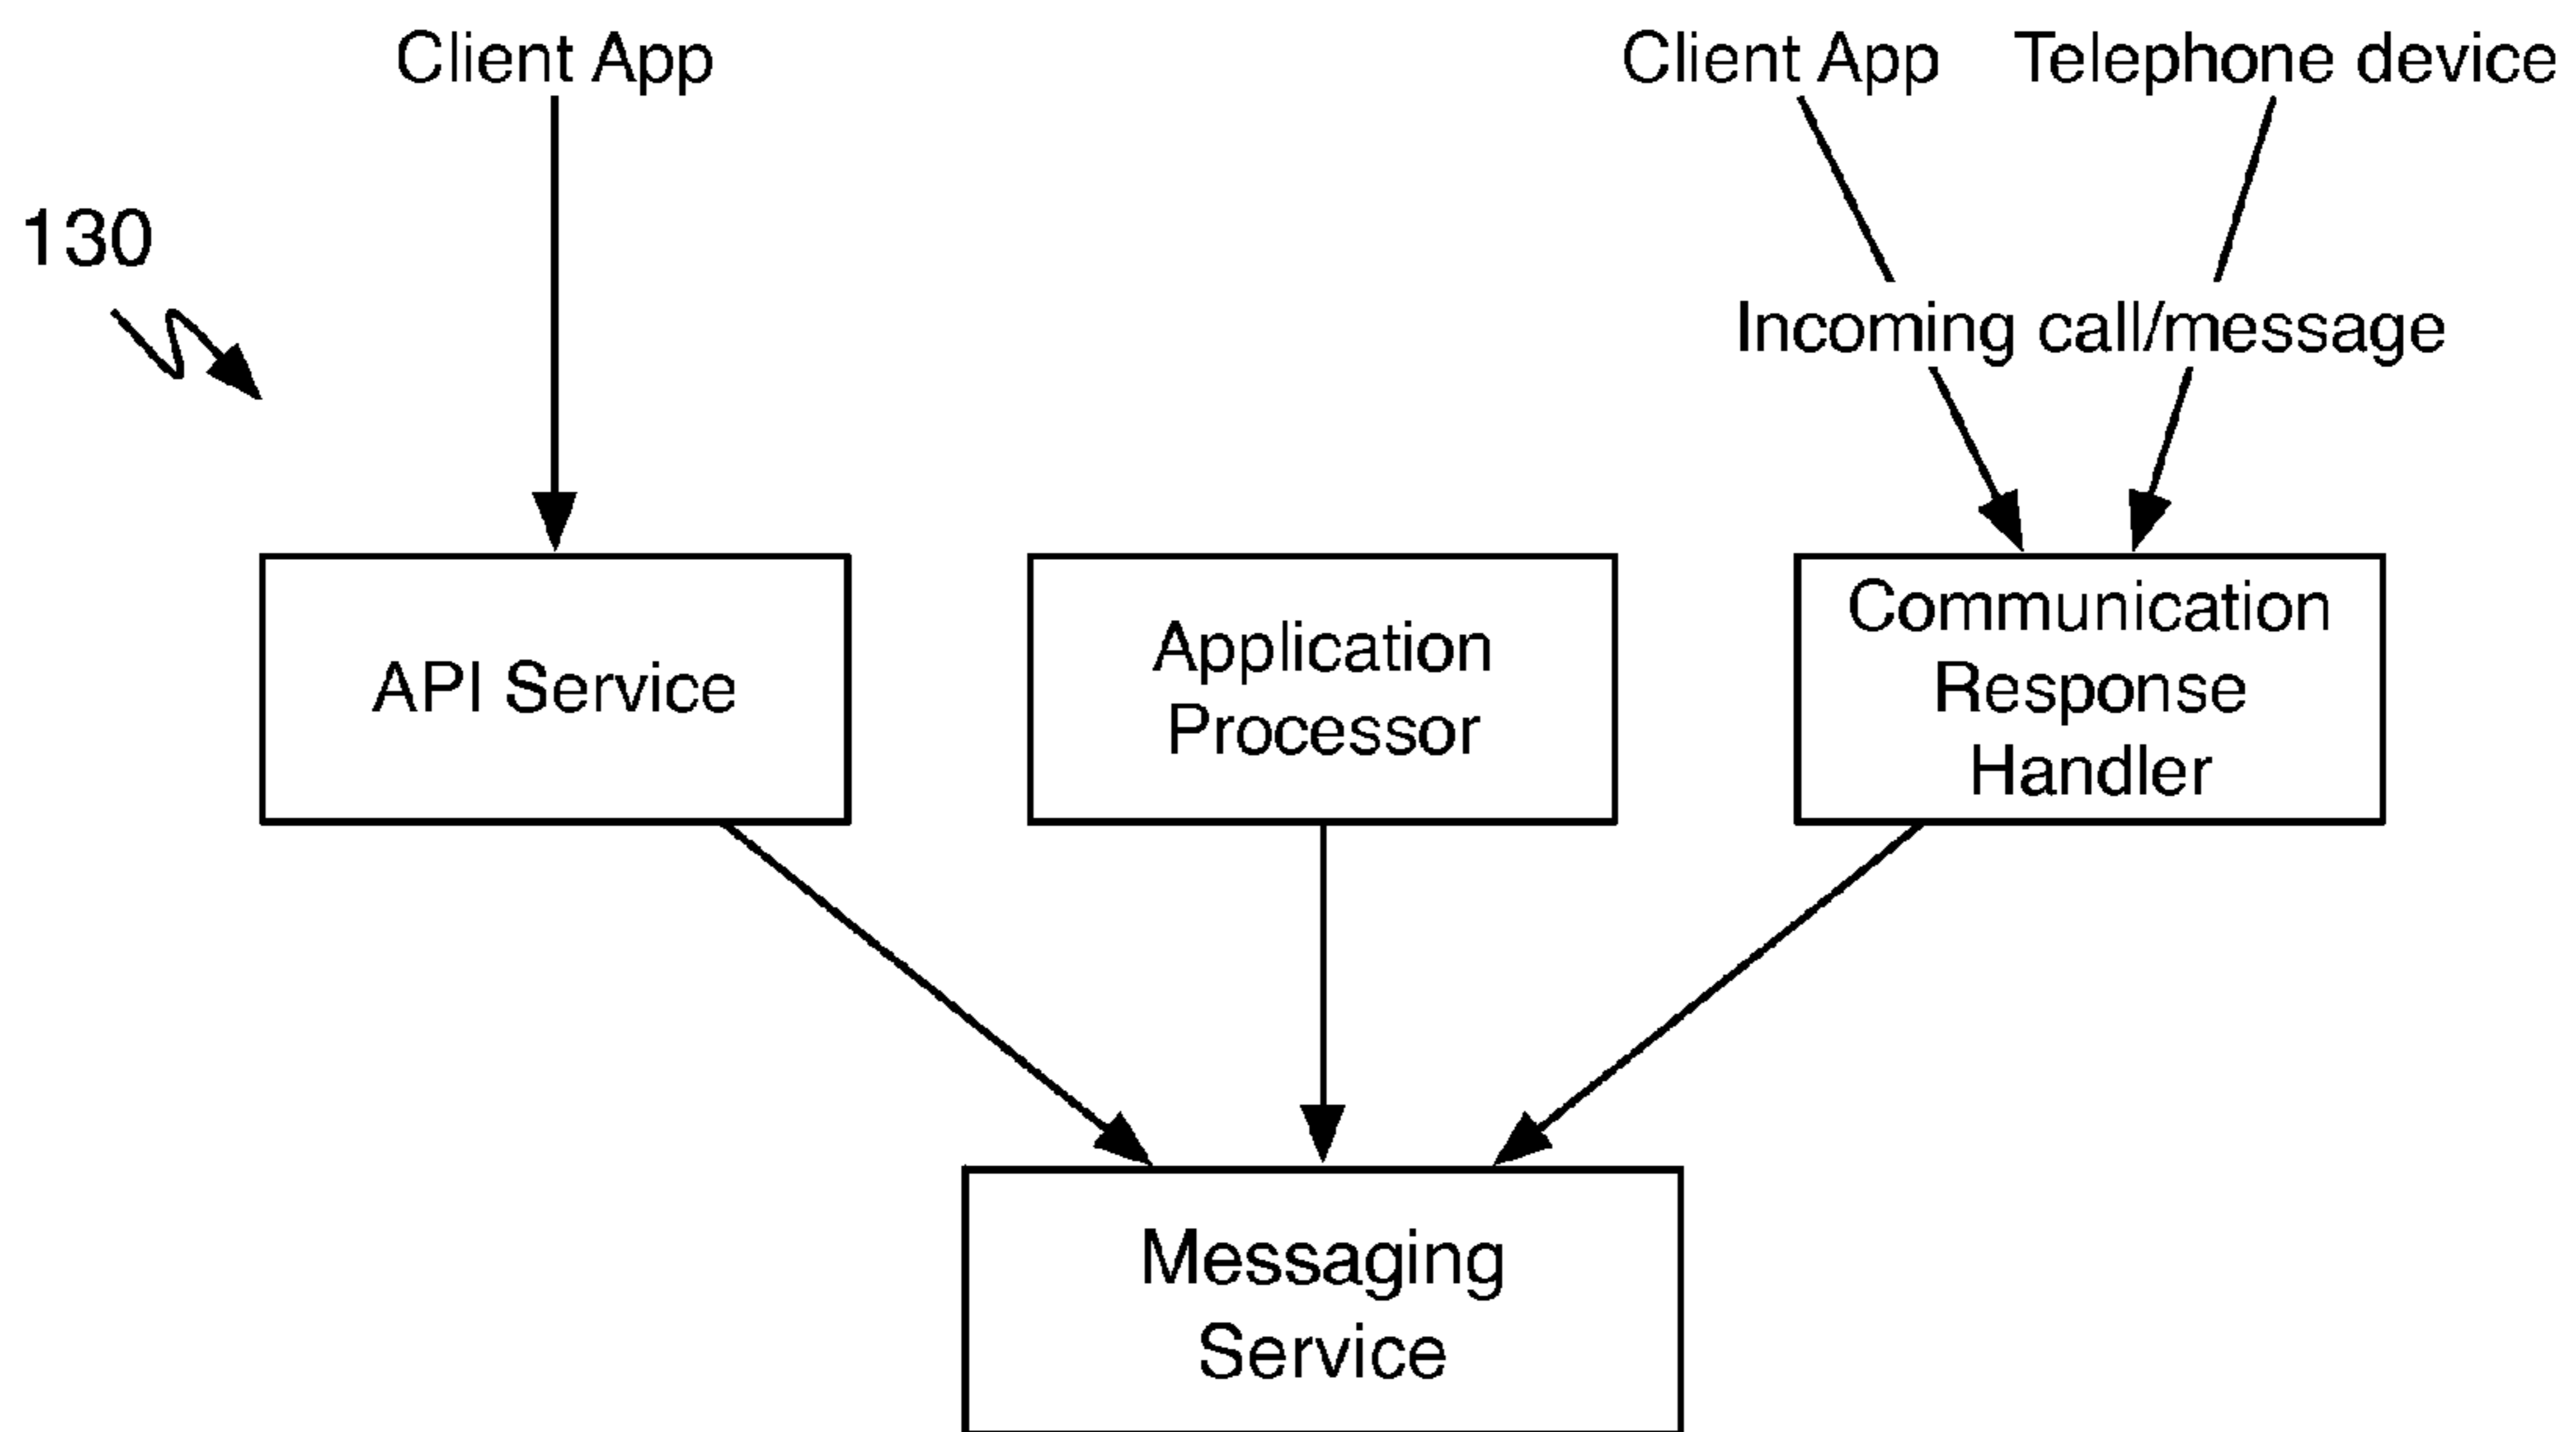 Client App
Client App
Telephone device
130
Incoming call/message
API Service
Application
Processor
Communication
Response
Handler
Messaging
Service